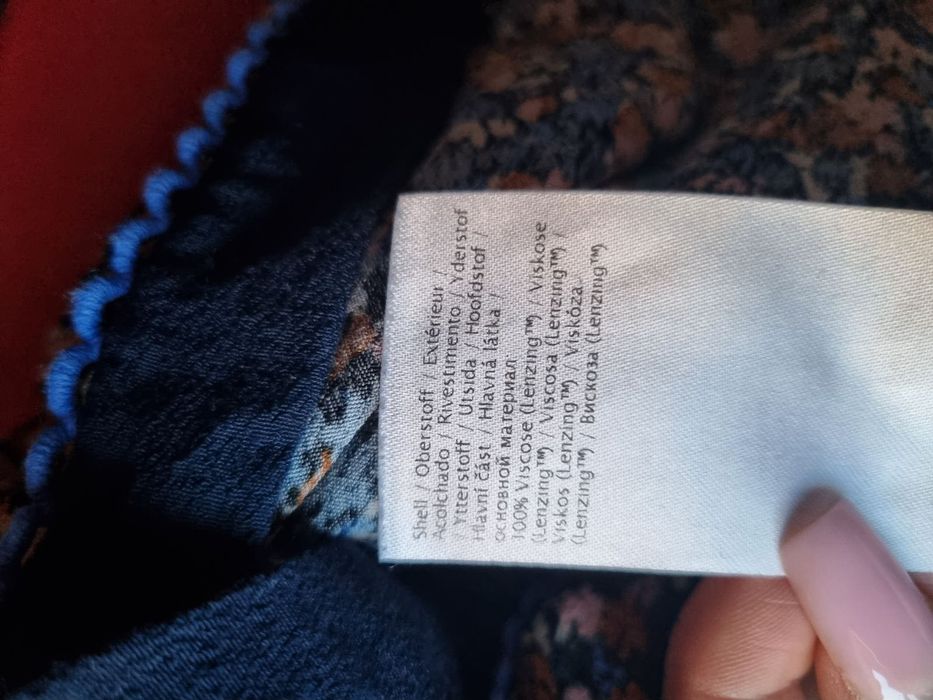 Shell / Oberstoff / Extérieur /
Acolchado / Rivestimento / Yderstof
/ Ytterstoff / Utsida / Hoofdstof /
Hlavní část / Hlavná látka /
основной материал
100% Viscose (Lenzing™) / Viskose
(Lenzing™) / Viscosa (Lenzing™) /
Viskos (Lenzing™) / Viskóza
(Lenzing™) / Вискоза (Lenzing™)